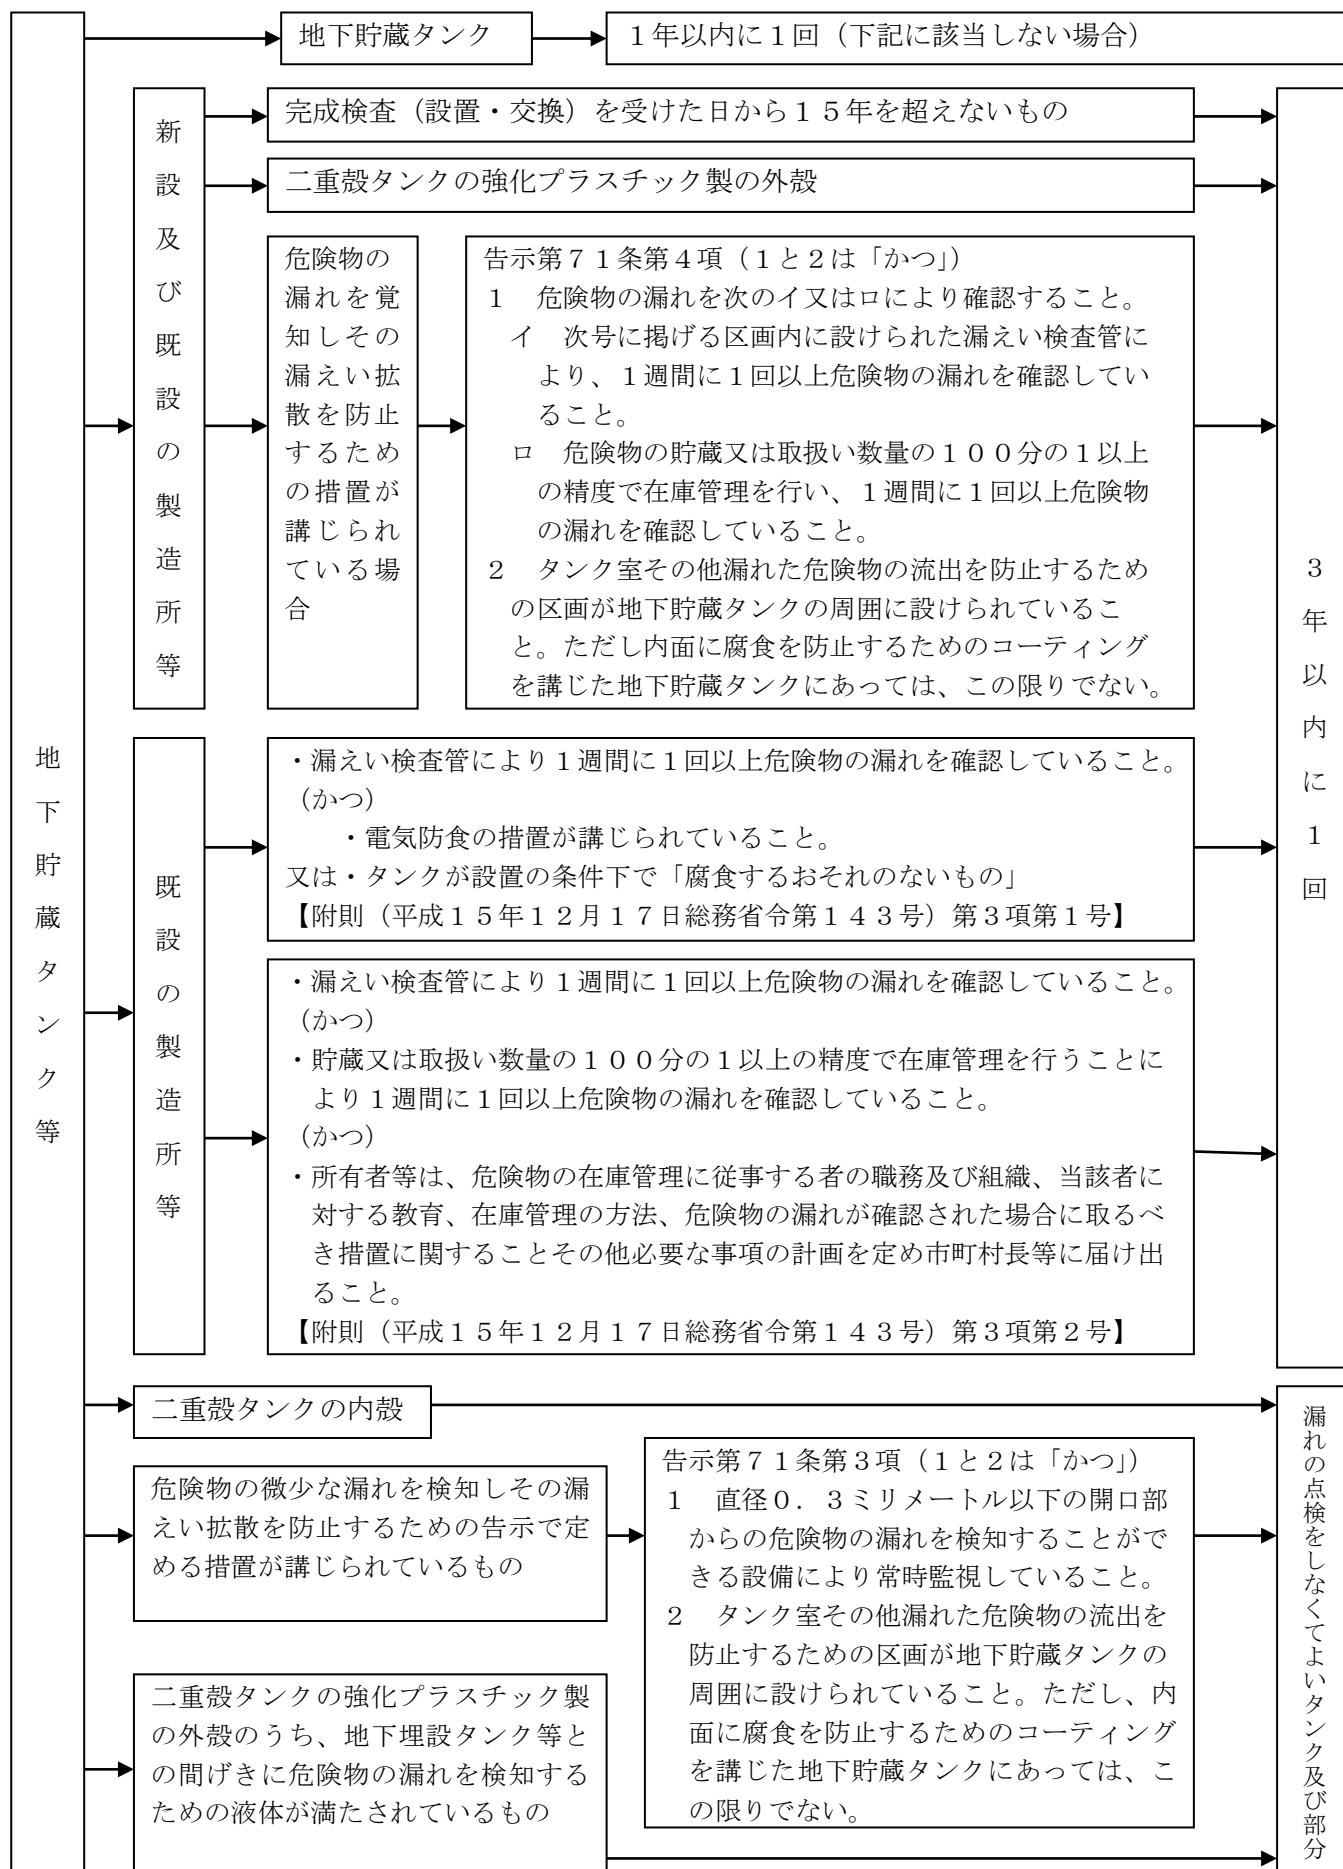 地下貯蔵タンク等
地下貯蔵タンク
１年以内に１回（下記に該当しない場合）
新設及び既設の製造所等
完成検査（設置・交換）を受けた日から１５年を超えないもの
二重殻タンクの強化プラスチック製の外殻
危険物の
漏れを覚
知しその
漏えい拡
散を防止
するため
の措置が
講じられ
ている場
合
告示第７１条第４項（１と２は「かつ」）
１　危険物の漏れを次のイ又はロにより確認すること。
イ　次号に掲げる区画内に設けられた漏えい検査管に
より、１週間に１回以上危険物の漏れを確認してい
ること。
ロ　危険物の貯蔵又は取扱い数量の１００分の１以上
の精度で在庫管理を行い、１週間に１回以上危険物
の漏れを確認していること。
２　タンク室その他漏れた危険物の流出を防止するため
の区画が地下貯蔵タンクの周囲に設けられているこ
と。ただし内面に腐食を防止するためのコーティング
を講じた地下貯蔵タンクにあっては、この限りでない。
３年以内に１回
既設の製造所等
・漏えい検査管により１週間に１回以上危険物の漏れを確認していること。
（かつ）
・電気防食の措置が講じられていること。
又は・タンクが設置の条件下で「腐食するおそれのないもの」
【附則（平成１５年１２月１７日総務省令第１４３号）第３項第１号】
・漏えい検査管により１週間に１回以上危険物の漏れを確認していること。
（かつ）
・貯蔵又は取扱い数量の１００分の１以上の精度で在庫管理を行うことに
より１週間に１回以上危険物の漏れを確認していること。
（かつ）
・所有者等は、危険物の在庫管理に従事する者の職務及び組織、当該者に
対する教育、在庫管理の方法、危険物の漏れが確認された場合に取るべ
き措置に関することその他必要な事項の計画を定め市町村長等に届け出
ること。
【附則（平成１５年１２月１７日総務省令第１４３号）第３項第２号】
二重殻タンクの内殻
危険物の微少な漏れを検知しその漏
えい拡散を防止するための告示で定
める措置が講じられているもの
告示第７１条第３項（１と２は「かつ」）
１　直径０．３ミリメートル以下の開口部
からの危険物の漏れを検知することがで
きる設備により常時監視していること。
２　タンク室その他漏れた危険物の流出を
防止するための区画が地下貯蔵タンクの
周囲に設けられていること。ただし、内
面に腐食を防止するためのコーティング
を講じた地下貯蔵タンクにあっては、こ
の限りでない。
二重殻タンクの強化プラスチック製
の外殻のうち、地下埋設タンク等と
の間げきに危険物の漏れを検知する
ための液体が満たされているもの
漏れの点検をしなくてよいタンク及び部分